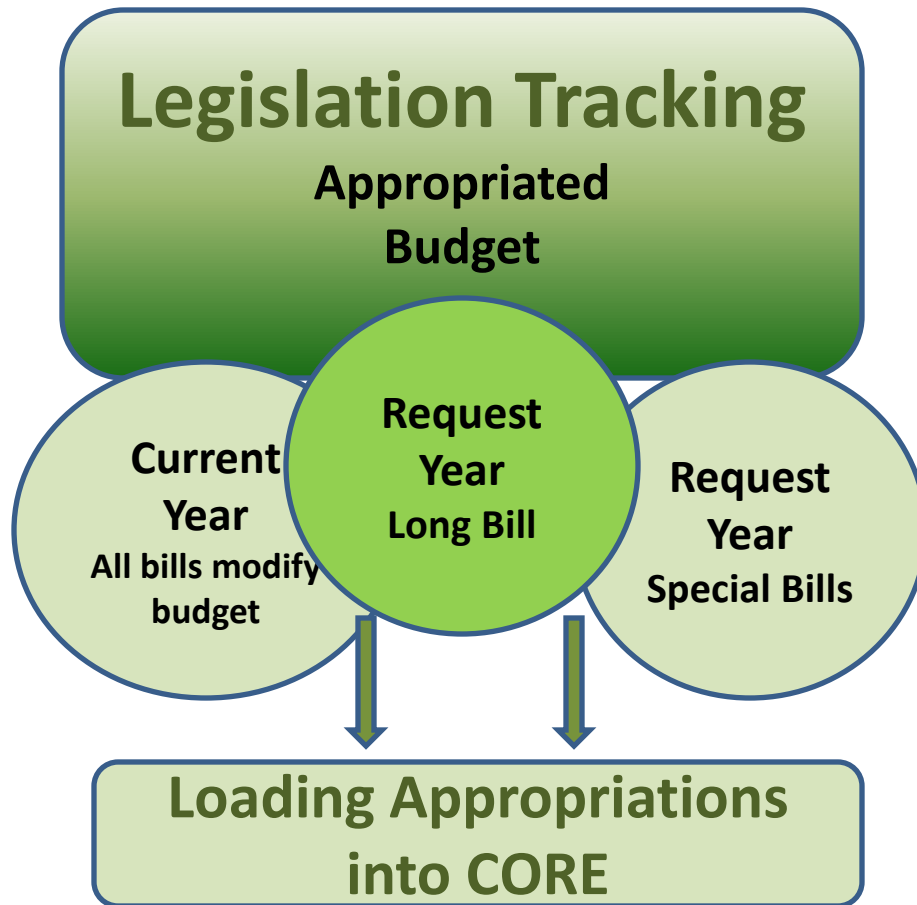 Legislation Tracking
Appropriated
Budget
Current
Year
All bills modify
budget
Request
Year
Long Bill
Request
Year
Special Bills
Loading Appropriations
into CORE